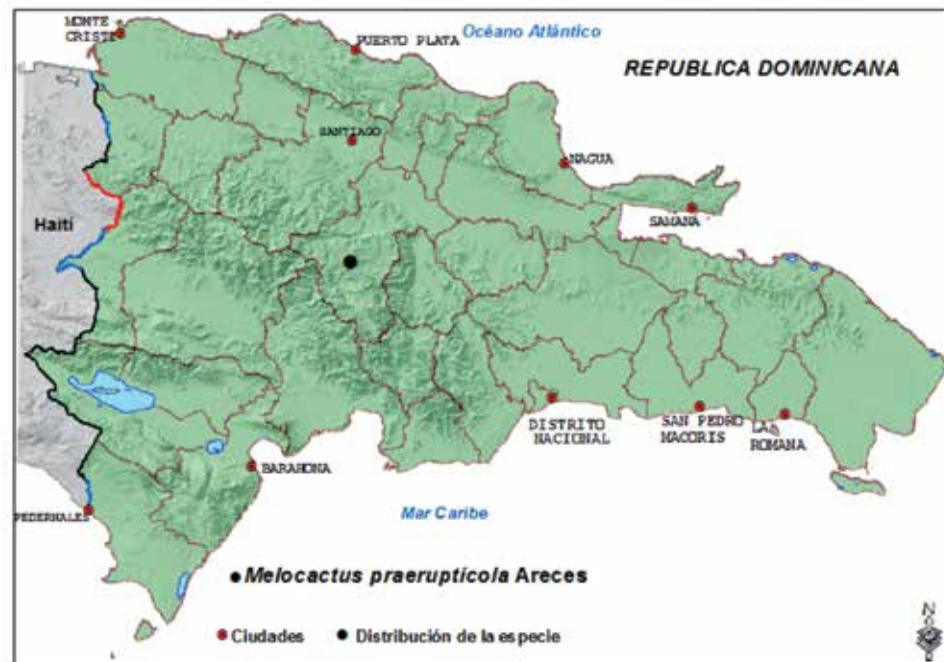 MONTE
CRISTI
PUERTO PLATA
Océano Atlántico
REPUBLICA DOMINICANA
SANTIAGO
NAGUA
SAMANA
Haití
DISTRITO
NACIONAL
SAN PEDRO
MACORIS
LA
ROMANA
BARAHONA
PEDERNALES
Mar Caribe
Melocactus praeruptícola Areces
Ciudades
Distribución de la especie
N